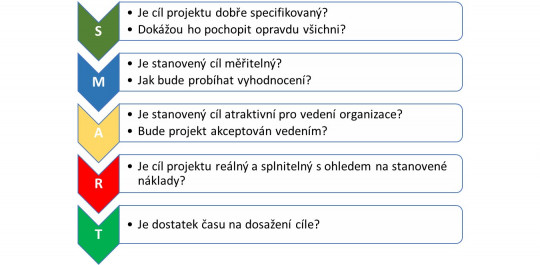 S
• Je cíl projektu dobře specifikovaný?
• Dokážou ho pochopit opravdu všichni?
M
• Je stanovený cíl měřitelný?
• Jak bude probíhat vyhodnocení?
A
• Je stanovený cíl atraktivní pro vedení organizace?
• Bude projekt akceptován vedením?
R
• Je cíl projektu reálný a splnitelný s ohledem na stanovené
náklady?
T
• Je dostatek času na dosažení cíle?